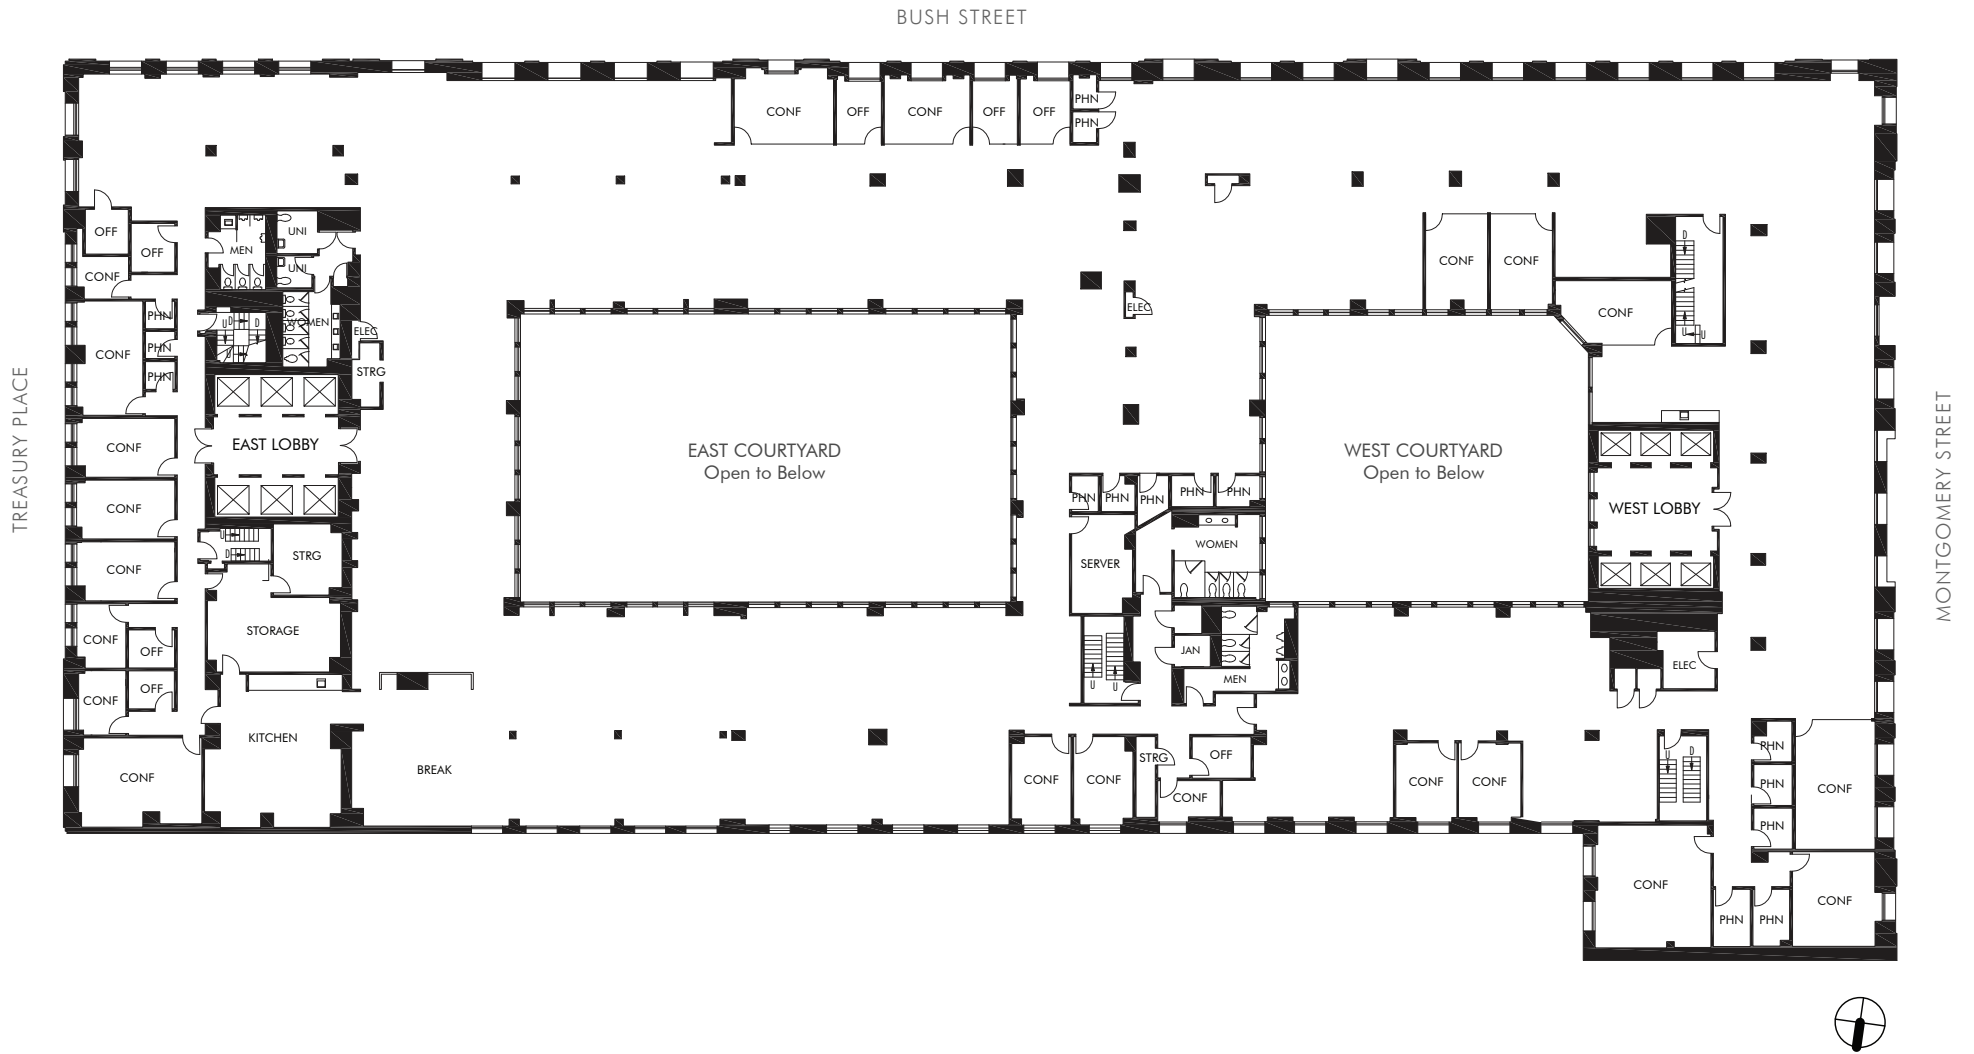 BUSH STREET
CONF
OFF
CONF
OFF
OFF
PHN
PHN
OFF
OFF
CONF
MEN
UNI
UNI
CONF
CONF
CONF
ELEC
CONF
PHN
PHN
PHN
CONF
U
D
D
WOMEN
ELEC
STRG
D
U
U
TREASURY PLACE
MONTGOMERY STREET
CONF
EAST LOBBY
EAST COURTYARD
Open to Below
WEST COURTYARD
Open to Below
CONF
PHN
PHN
PHN
PHN
PHN
WEST LOBBY
CONF
U
D
STRG
SERVER
WOMEN
CONF
OFF
STORAGE
JAN
MEN
ELEC
U
U
CONF
OFF
KITCHEN
BREAK
CONF
CONF
CONF
STRG
OFF
CONF
CONF
CONF
U
D
PHN
PHN
PHN
CONF
CONF
PHN
PHN
CONF